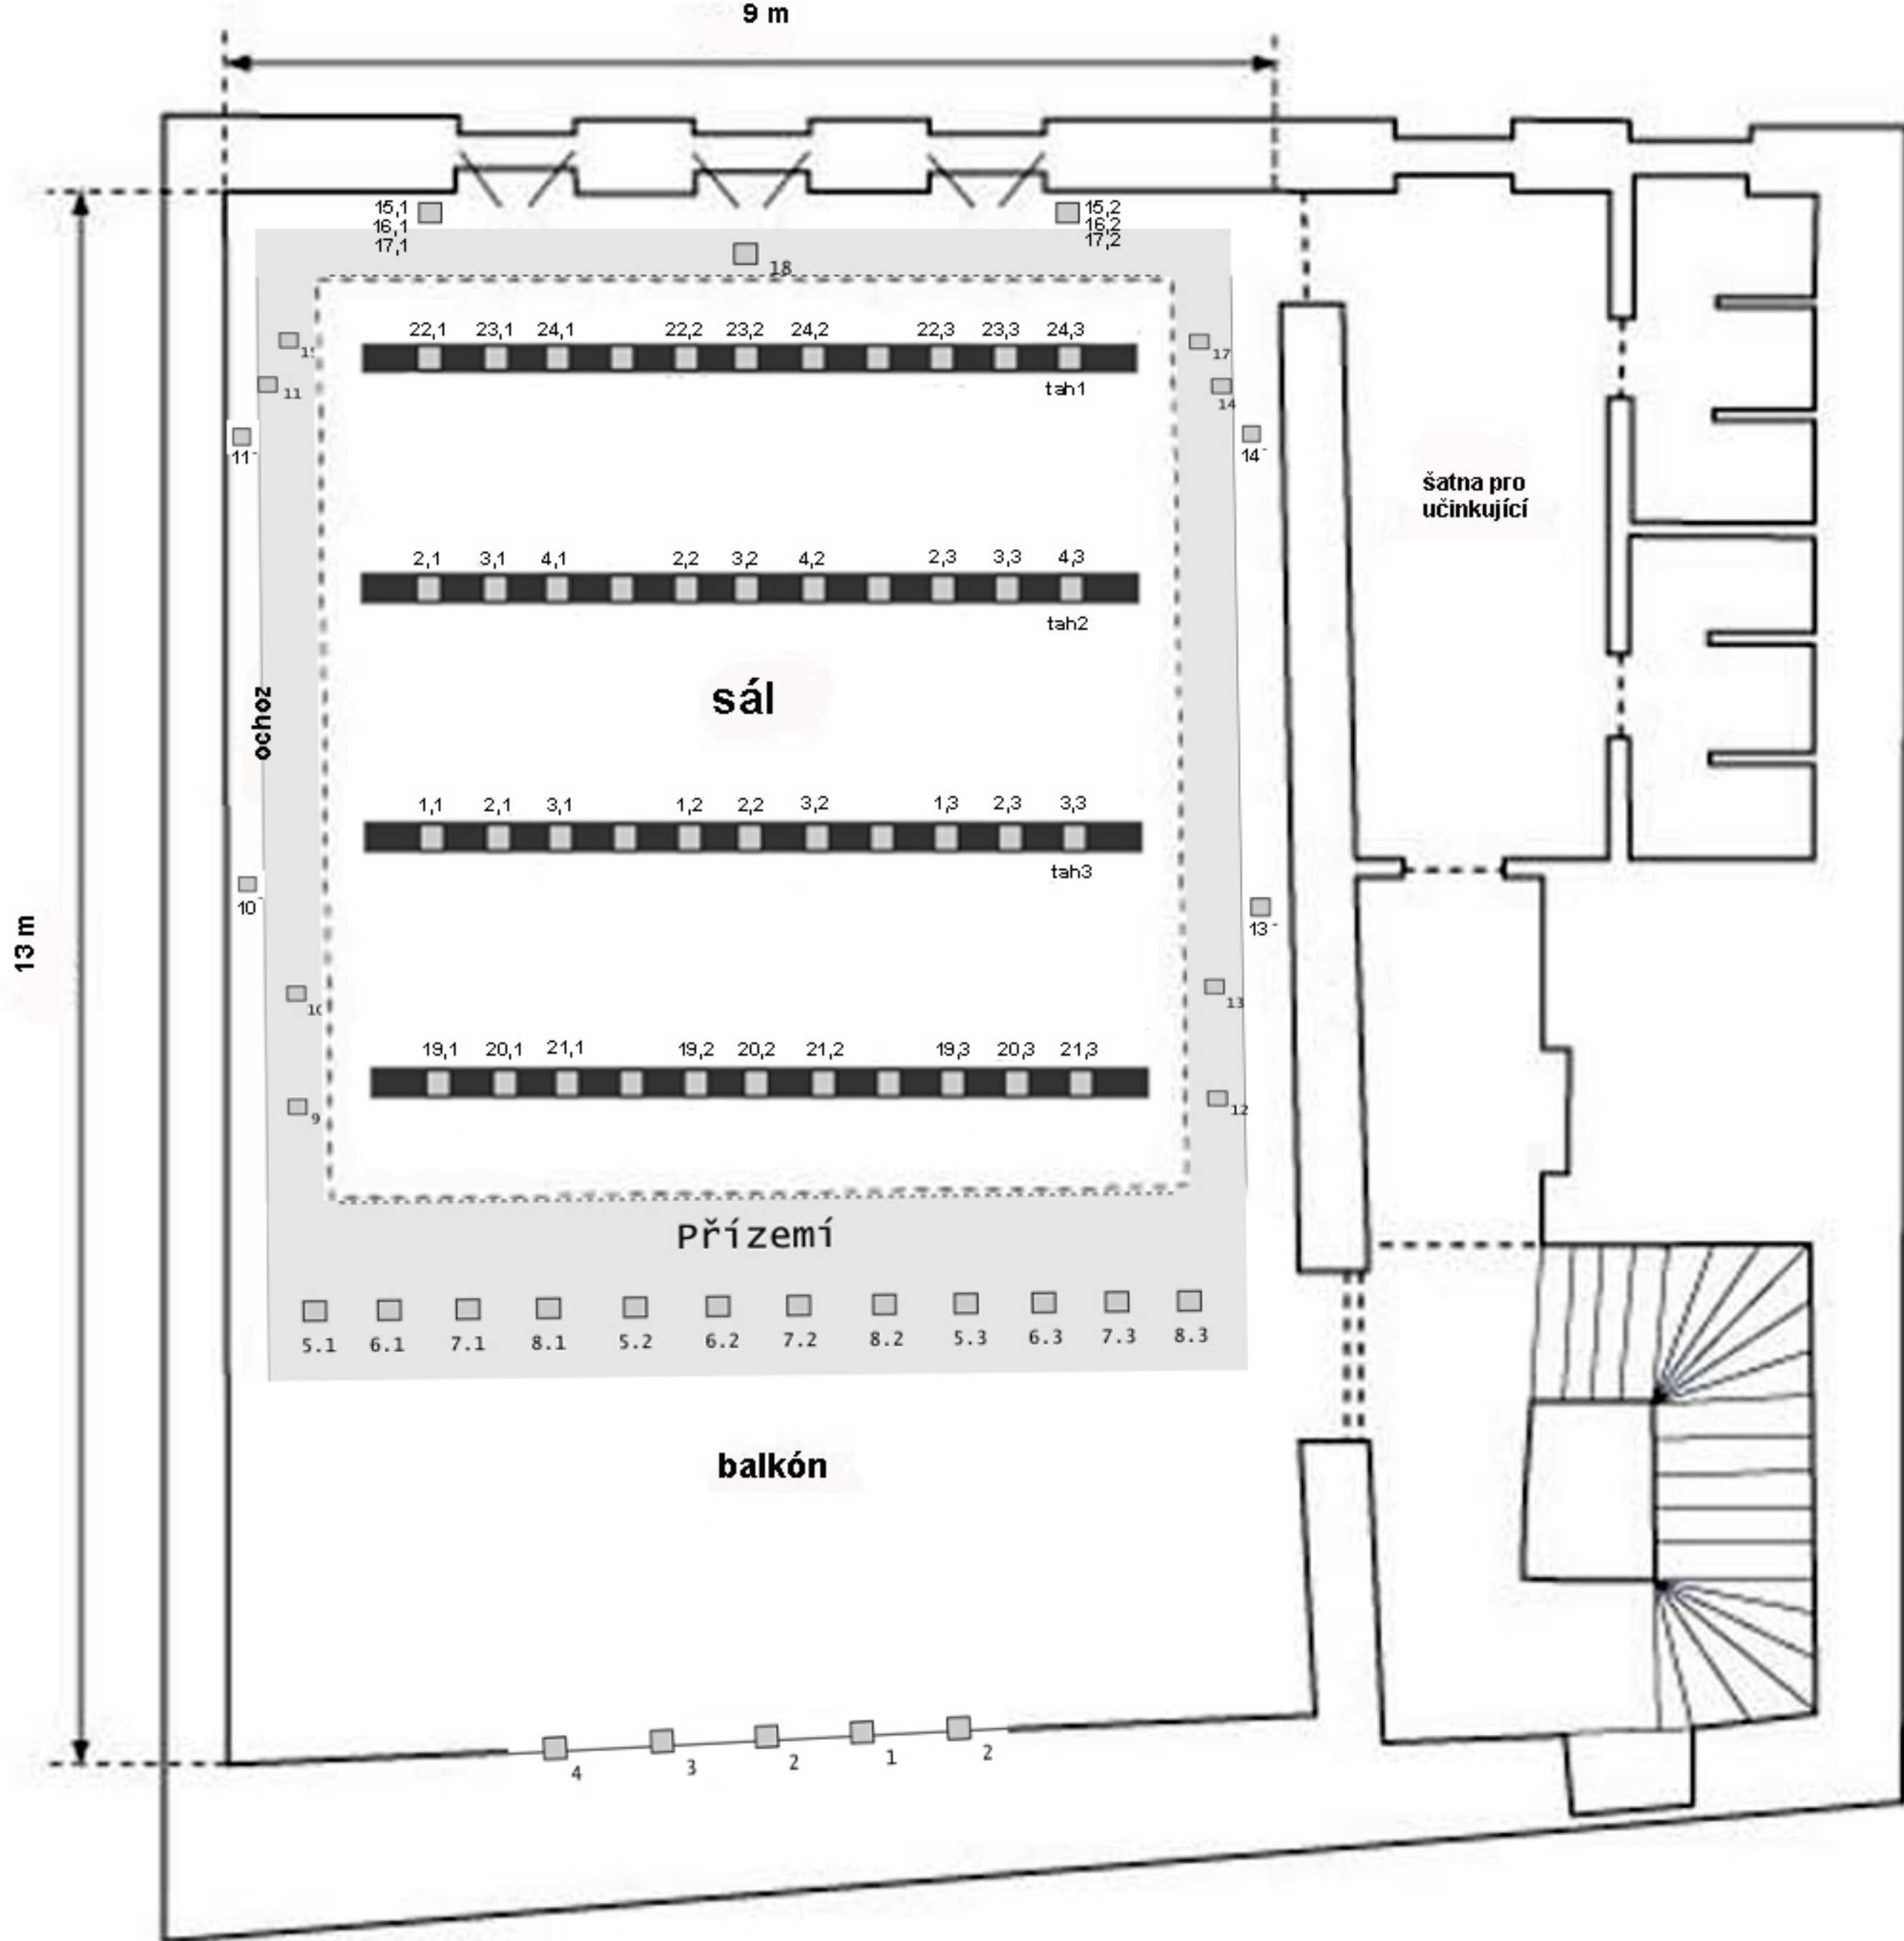 9 m
15,1
16,1
17,1
15,2
16,2
17,2
18
22,1 23,1 24,1 22,2 23,2 24,2 22,3 23,3 24,3
17
tah1
11
14
11
14
šatna pro
učinkující
2,1 3,1 4,1 2,2 3,2 4,2 2,3 3,3 4,3
tah2
sál
ochoz
1,1 2,1 3,1 1,2 2,2 3,2 1,3 2,3 3,3
tah3
10
13
13 m
10
13
19,1 20,1 21,1 19,2 20,2 21,2 19,3 20,3 21,3
9
12
Přízemí
5.1 6.1 7.1 8.1 5.2 6.2 7.2 8.2 5.3 6.3 7.3 8.3
balkón
4 3 2 1 2